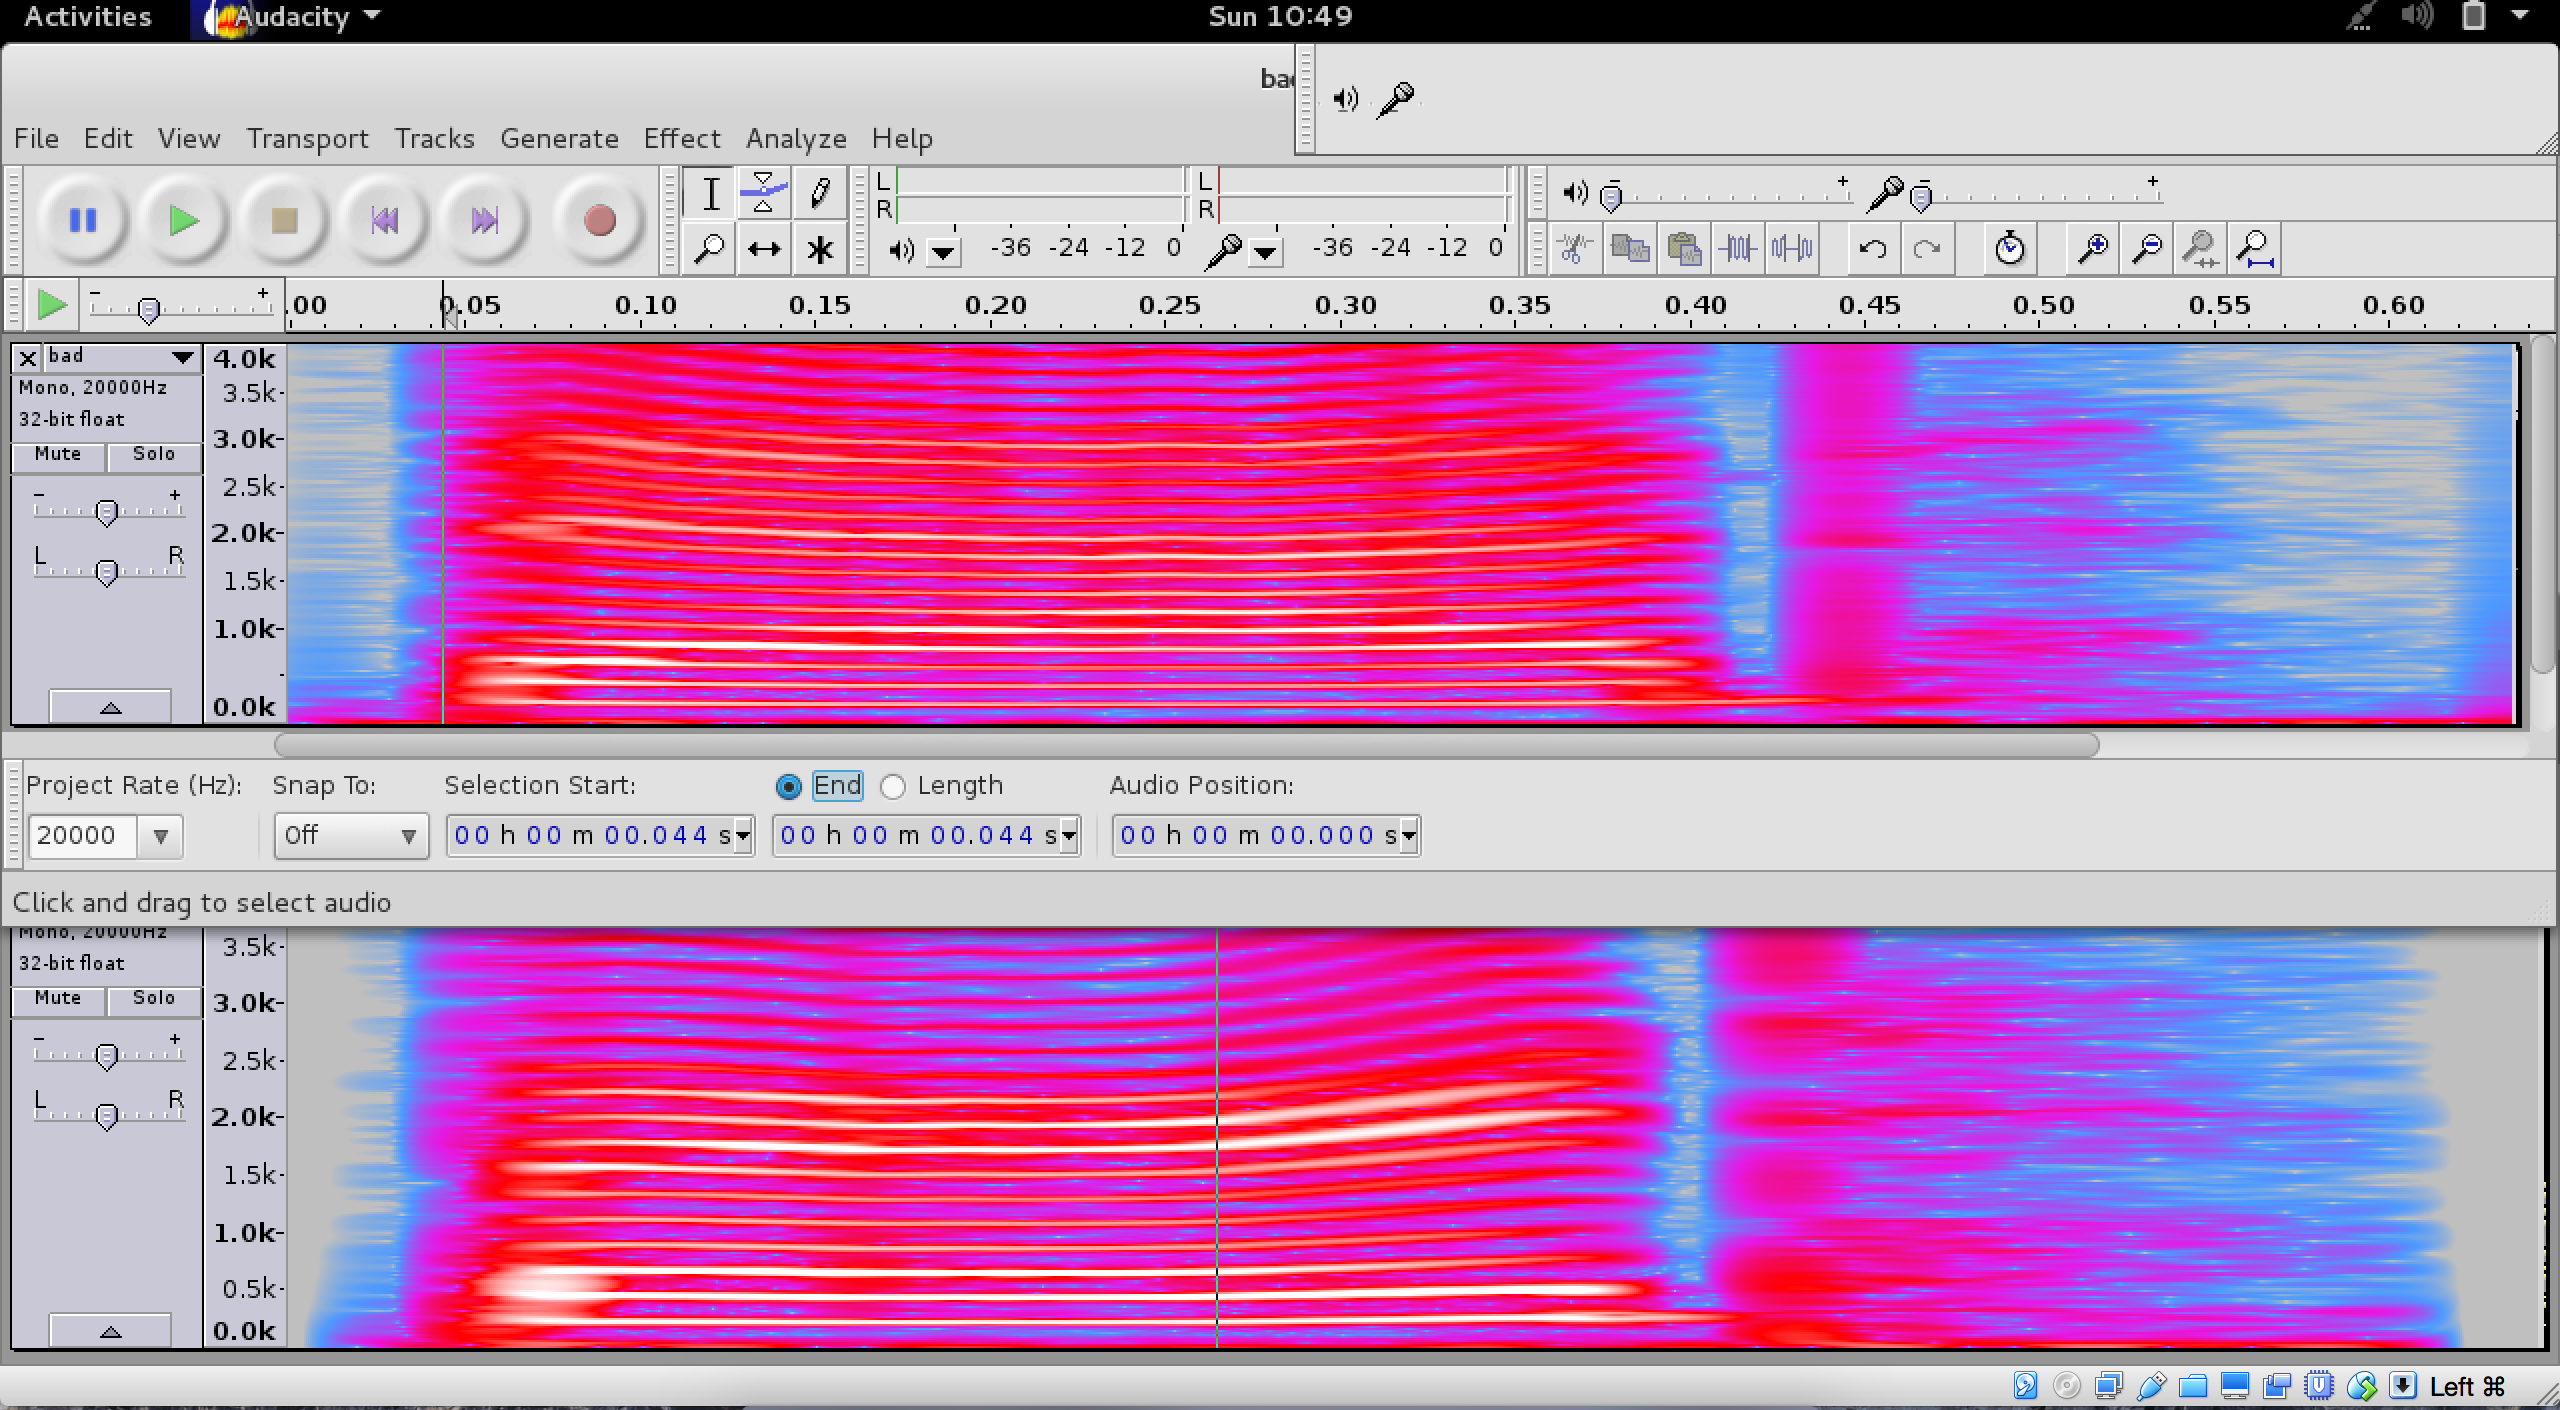 Activities Audacity Sun 10:49
File Edit View Transport Tracks Generate Effect Analyze Help
L L
R R
- +
- +
-36 -24 -12 0 -36 -24 -12 0
- + .00 0.05 0.10 0.15 0.20 0.25 0.30 0.35 0.40 0.45 0.50 0.55 0.60
bad
Mono, 20000Hz
32-bit float
Mute Solo
- +
L R
4.0k
3.5k
3.0k
2.5k
2.0k
1.5k
1.0k
0.0k
Project Rate (Hz): Snap To: Selection Start: End Length Audio Position:
20000 Off 00 h 00 m 00.044 s 00 h 00 m 00.044 s 00 h 00 m 00.000 s
Click and drag to select audio
Mono, 20000Hz
32-bit float
Mute Solo
- +
L R
3.5k
3.0k
2.5k
2.0k
1.5k
1.0k
0.5k
0.0k
Left ⌘